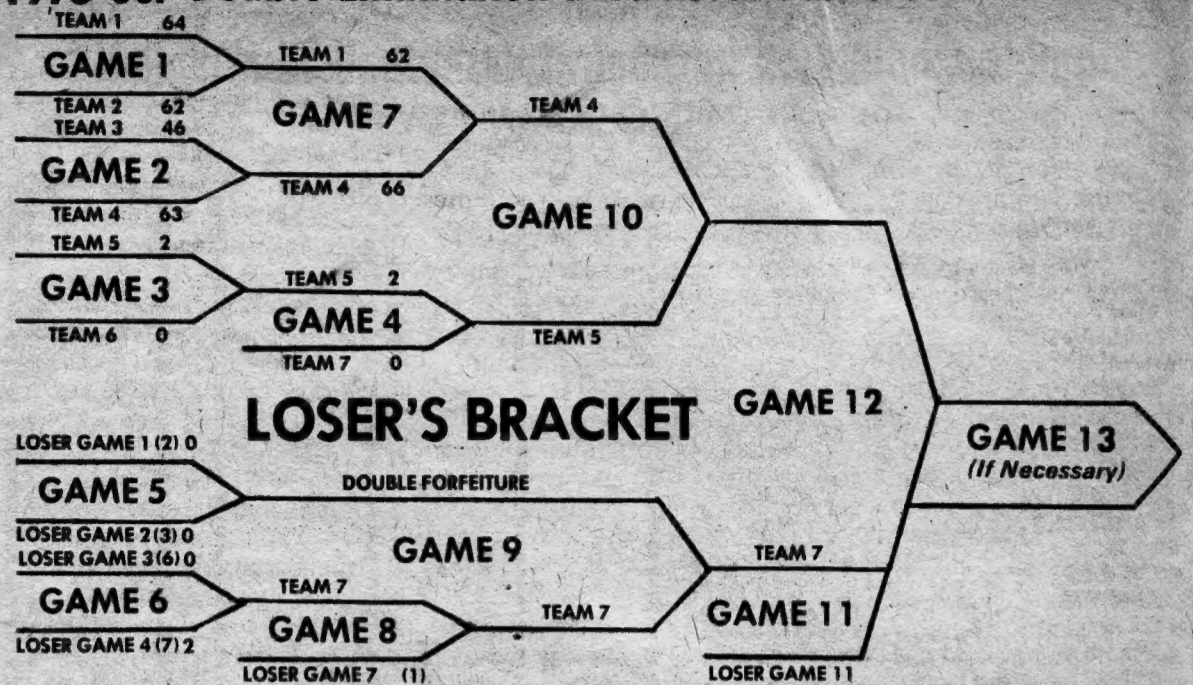 TEAM 1 64
GAME 1
TEAM 2 62
TEAM 3 46
GAME 2
TEAM 4 63
TEAM 5 2
GAME 3
TEAM 6 0
TEAM 1 62
GAME 7
TEAM 4 66
TEAM 5 2
GAME 4
TEAM 7 0
TEAM 4
GAME 10
TEAM 5
GAME 12
GAME 13
(If Necessary)
LOSER'S BRACKET
LOSER GAME 1 (2) 0
GAME 5
LOSER GAME 2(3) 0
LOSER GAME 3(6) 0
GAME 6
LOSER GAME 4 (7) 2
DOUBLE FORFEITURE
GAME 9
TEAM 7
GAME 8
LOSER GAME 7 (1)
TEAM 7
TEAM 7
GAME 11
LOSER GAME 11